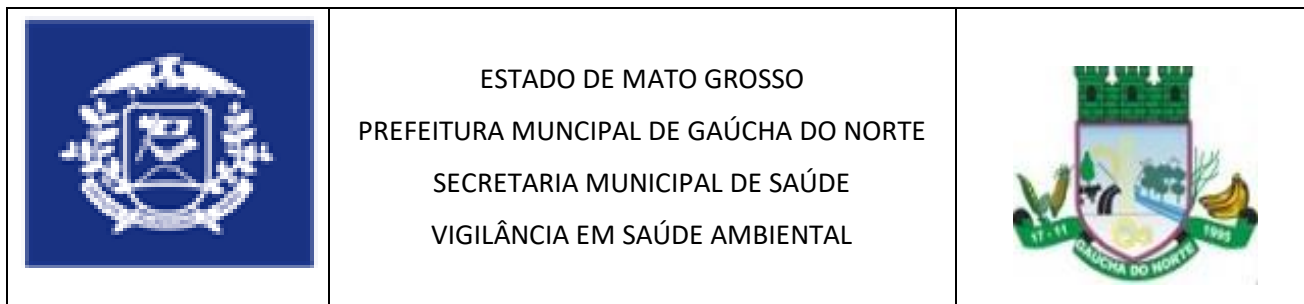 ESTADO DE MATO GROSSO
PREFEITURA MUNCIPAL DE GAÚCHA DO NORTE
SECRETARIA MUNICIPAL DE SAÚDE
VIGILÂNCIA EM SAÚDE AMBIENTAL
17 - 11
1995
GAÚCHA DO NORTE